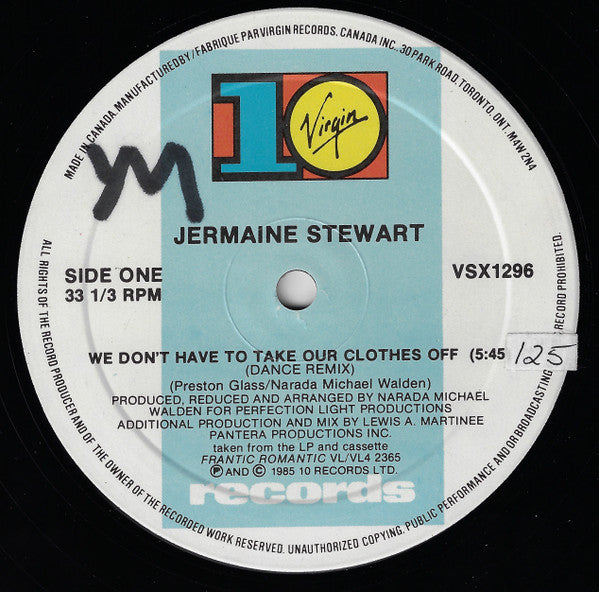 MADE IN CANADA. MANUFACTURED BY / FABRIQUE PAR VIRGIN RECORDS. CANADA INC.. 30 PARK ROAD, TORONTO, ONT. M4W 2N4
10
Virgin
YM
JERMAINE STEWART
SIDE ONE
33 1/3 RPM
VSX1296
WE DON'T HAVE TO TAKE OUR CLOTHES OFF (5:45
125
(DANCE REMIX)
(Preston Glass/Narada Michael Walden)
PRODUCED, REDUCED AND ARRANGED BY NARADA MICHAEL
WALDEN FOR PERFECTION LIGHT PRODUCTIONS
ADDITIONAL PRODUCTION AND MIX BY LEWIS A. MARTINEE
PANTERA PRODUCTIONS INC.
taken from the LP and cassette
FRANTIC ROMANTIC VL/VL4 2365
Ⓟ AND © 1985 10 RECORDS LTD.
records
ALL RIGHTS OF THE RECORD PRODUCER AND OF THE OWNER OF THE RECORDED WORK RESERVED. UNAUTHORIZED COPYING, PUBLIC PERFORMANCE AND/OR BROADCASTING RECORD PROHIBITED.